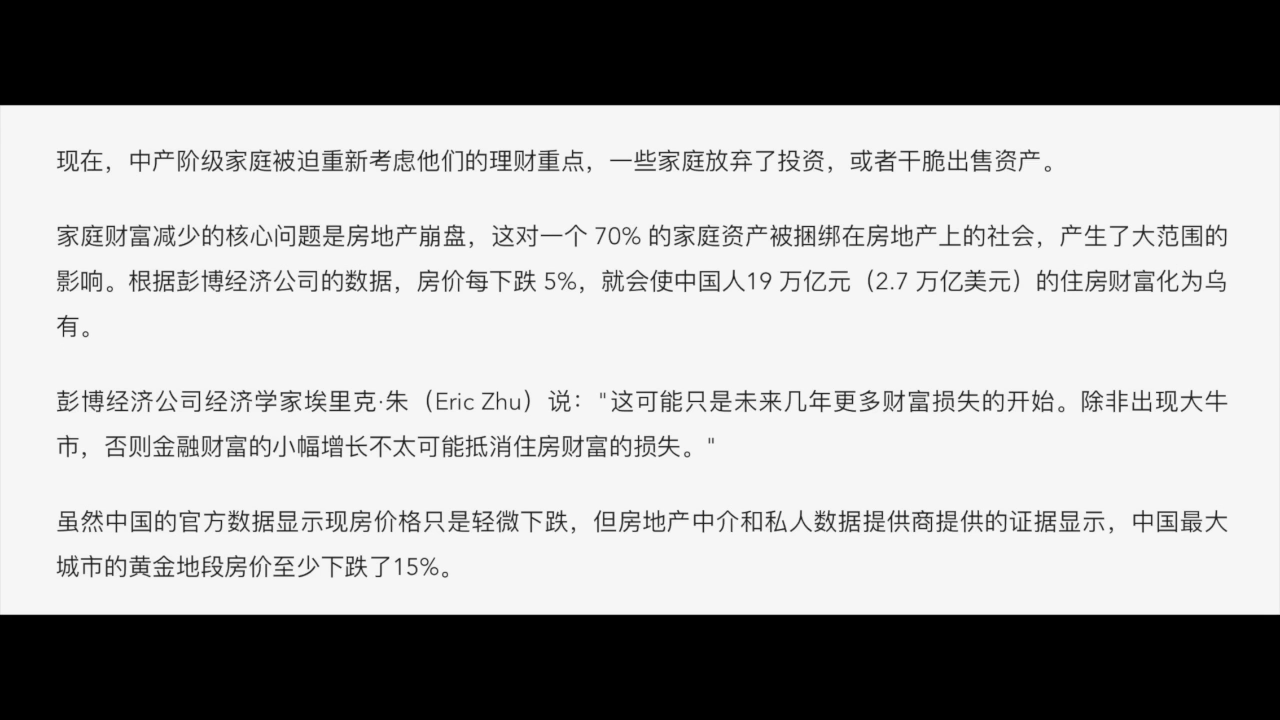 现在，中产阶级家庭被迫重新考虑他们的理财重点，一些家庭放弃了投资，或者干脆出售资产。
家庭财富减少的核心问题是房地产崩盘，这对一个 70% 的家庭资产被捆绑在房地产上的社会，产生了大范围的
影响。根据彭博经济公司的数据，房价每下跌 5%，就会使中国人19 万亿元（2.7 万亿美元）的住房财富化为乌
有。
彭博经济公司经济学家埃里克·朱（Eric Zhu）说："这可能只是未来几年更多财富损失的开始。除非出现大牛
市，否则金融财富的小幅增长不太可能抵消住房财富的损失。"
虽然中国的官方数据显示现房价格只是轻微下跌，但房地产中介和私人数据提供商提供的证据显示，中国最大
城市的黄金地段房价至少下跌了15%。